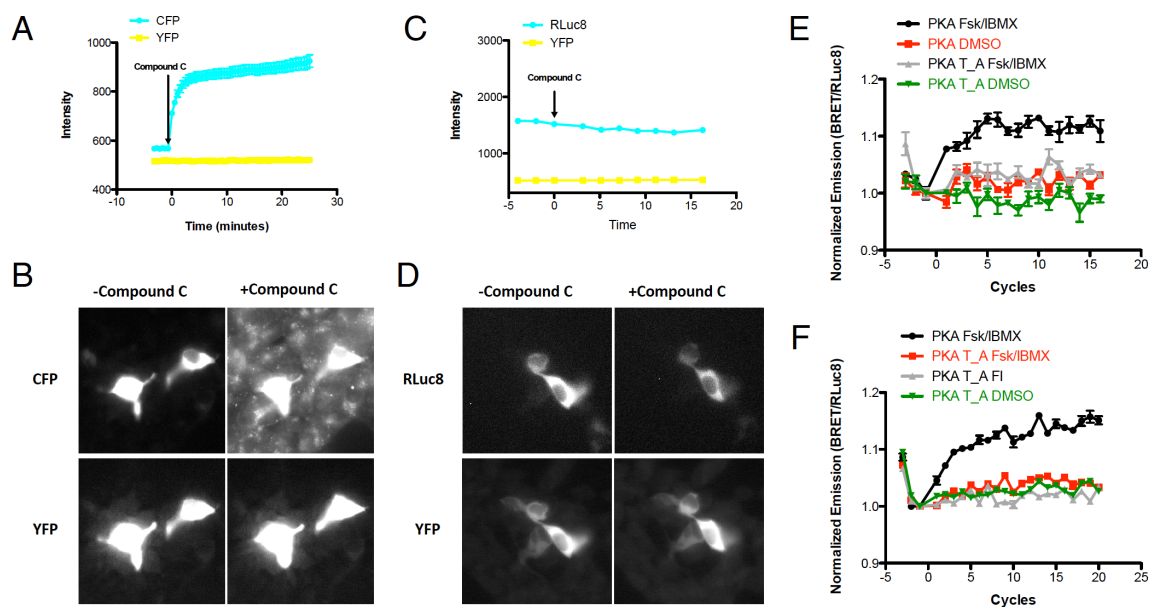 A
CFP
YFP
1000
800
600
400
Intensity
Compound C
0
10
20
30
Time (minutes)
B
-Compound C
+Compound C
CFP
YFP
C
RLuc8
YFP
3000
2000
1000
Intensity
Compound C
-5
0
5
10
15
20
Time
D
-Compound C
+Compound C
RLuc8
YFP
E
PKA Fsk/IBMX
PKA DMSO
PKA T_A Fsk/IBMX
PKA T_A DMSO
1.2
1.1
1.0
0.9
Normalized Emission (BRET/RLuc8)
-5
0
5
10
15
20
Cycles
F
PKA Fsk/IBMX
PKA T_A Fsk/IBMX
PKA T_A FI
PKA T_A DMSO
1.2
1.1
1.0
0.9
Normalized Emission (BRET/RLuc8)
-5
0
5
10
15
20
25
Cycles